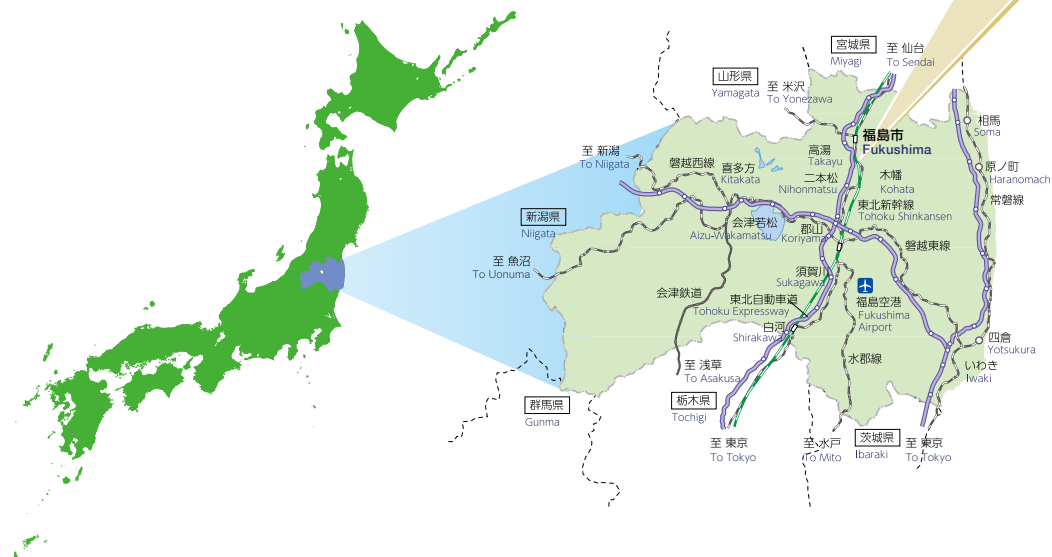 宮城県
Miyagi
至 仙台
To Sendai
山形県
Yamagata
至 米沢
To Yonezawa
福島市
Fukushima
相馬
Soma
至 新潟
To Niigata
磐越西線
喜多方
Kitakata
高湯
Takayu
二本松
Nihonmatsu
木幡
Kohata
原ノ町
Haranomach
常磐線
東北新幹線
Tohoku Shinkansen
新潟県
Niigata
会津若松
Aizu-Wakamatsu
郡山
Koriyama
磐越東線
至 魚沼
To Uonuma
須賀川
Sukagawa
会津鉄道
東北自動車道
Tohoku Expressway
福島空港
Fukushima
Airport
白河
Shirakawa
四倉
Yotsukura
水郡線
いわき
Iwaki
至 浅草
To Asakusa
群馬県
Gunma
栃木県
Tochigi
至 東京
To Tokyo
至 水戸
To Mito
茨城県
Ibaraki
至 東京
To Tokyo